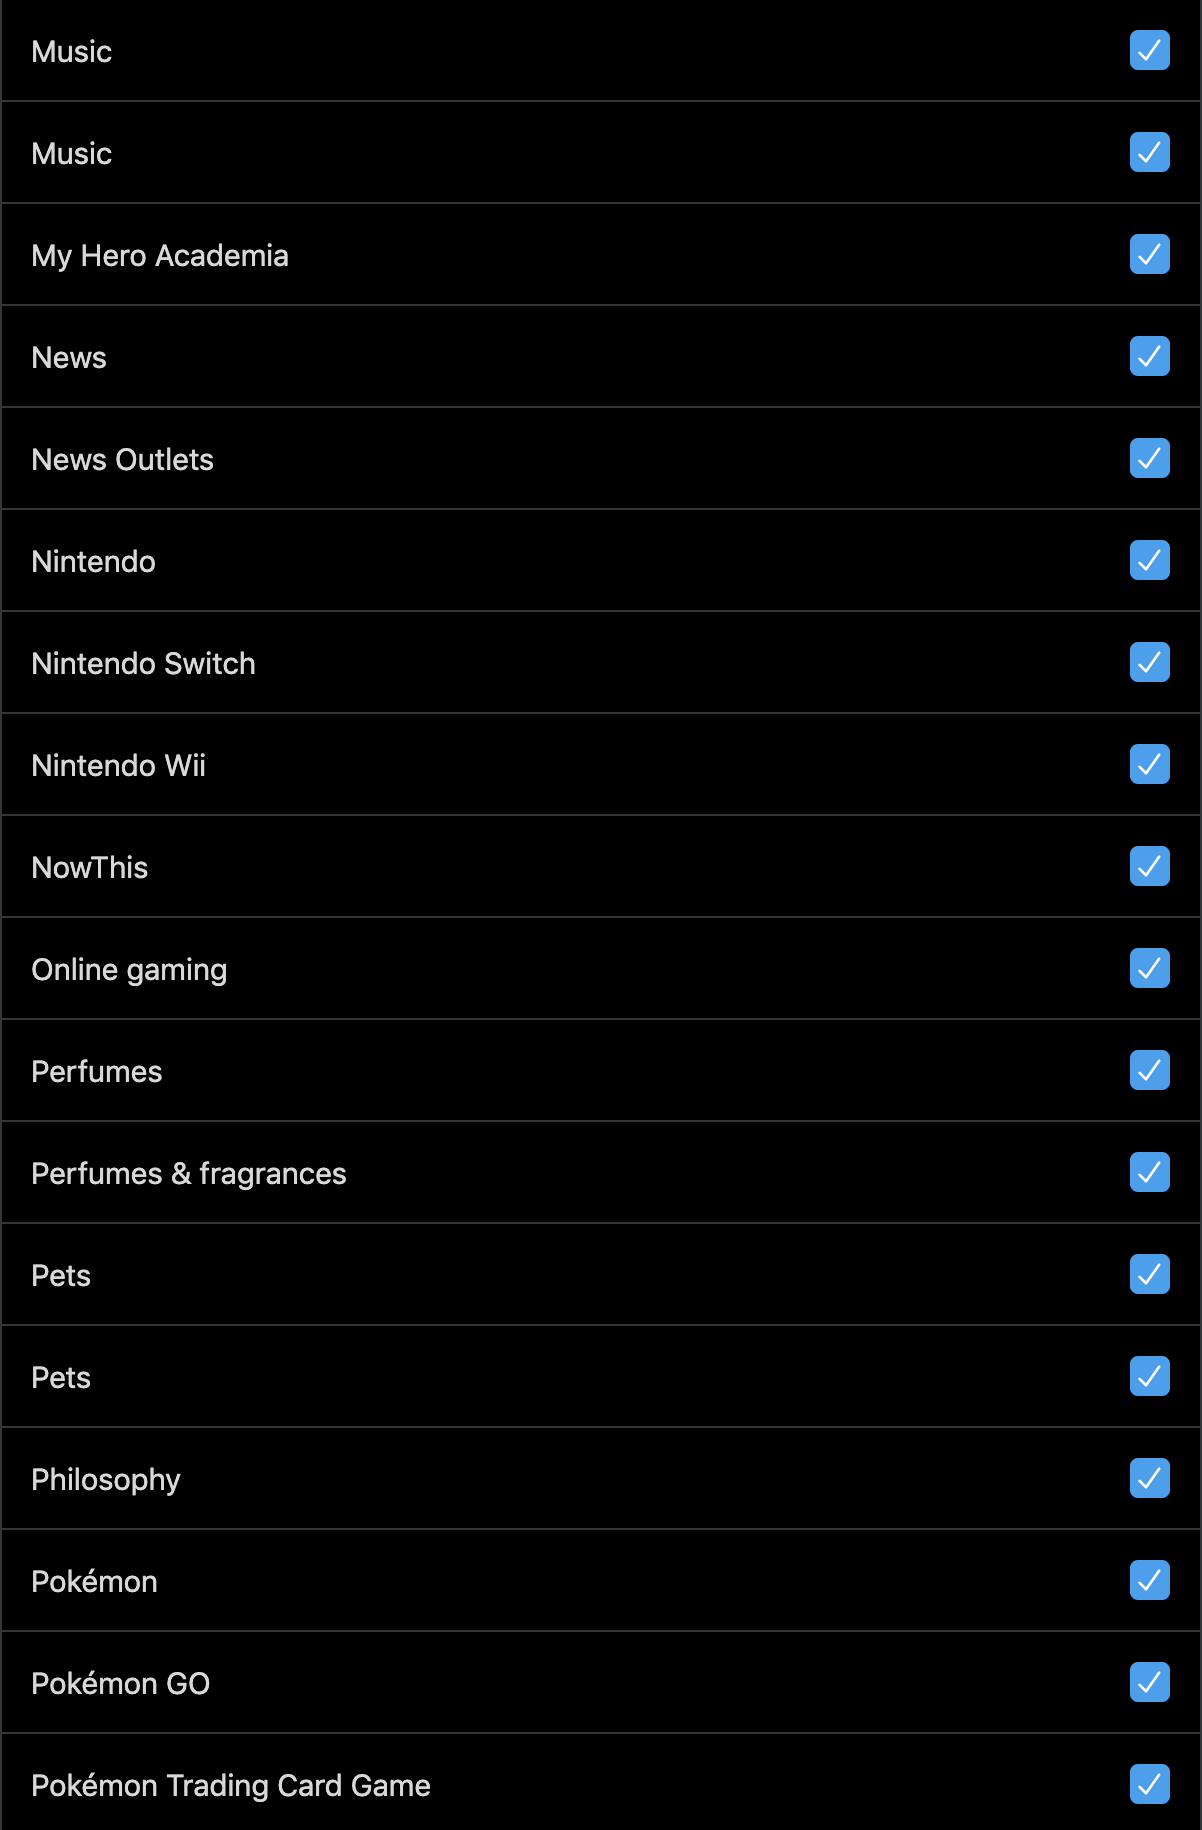 Music
Music
My Hero Academia
News
News Outlets
Nintendo
Nintendo Switch
Nintendo Wii
NowThis
Online gaming
Perfumes
Perfumes & fragrances
Pets
Pets
Philosophy
Pokémon
Pokémon GO
Pokémon Trading Card Game